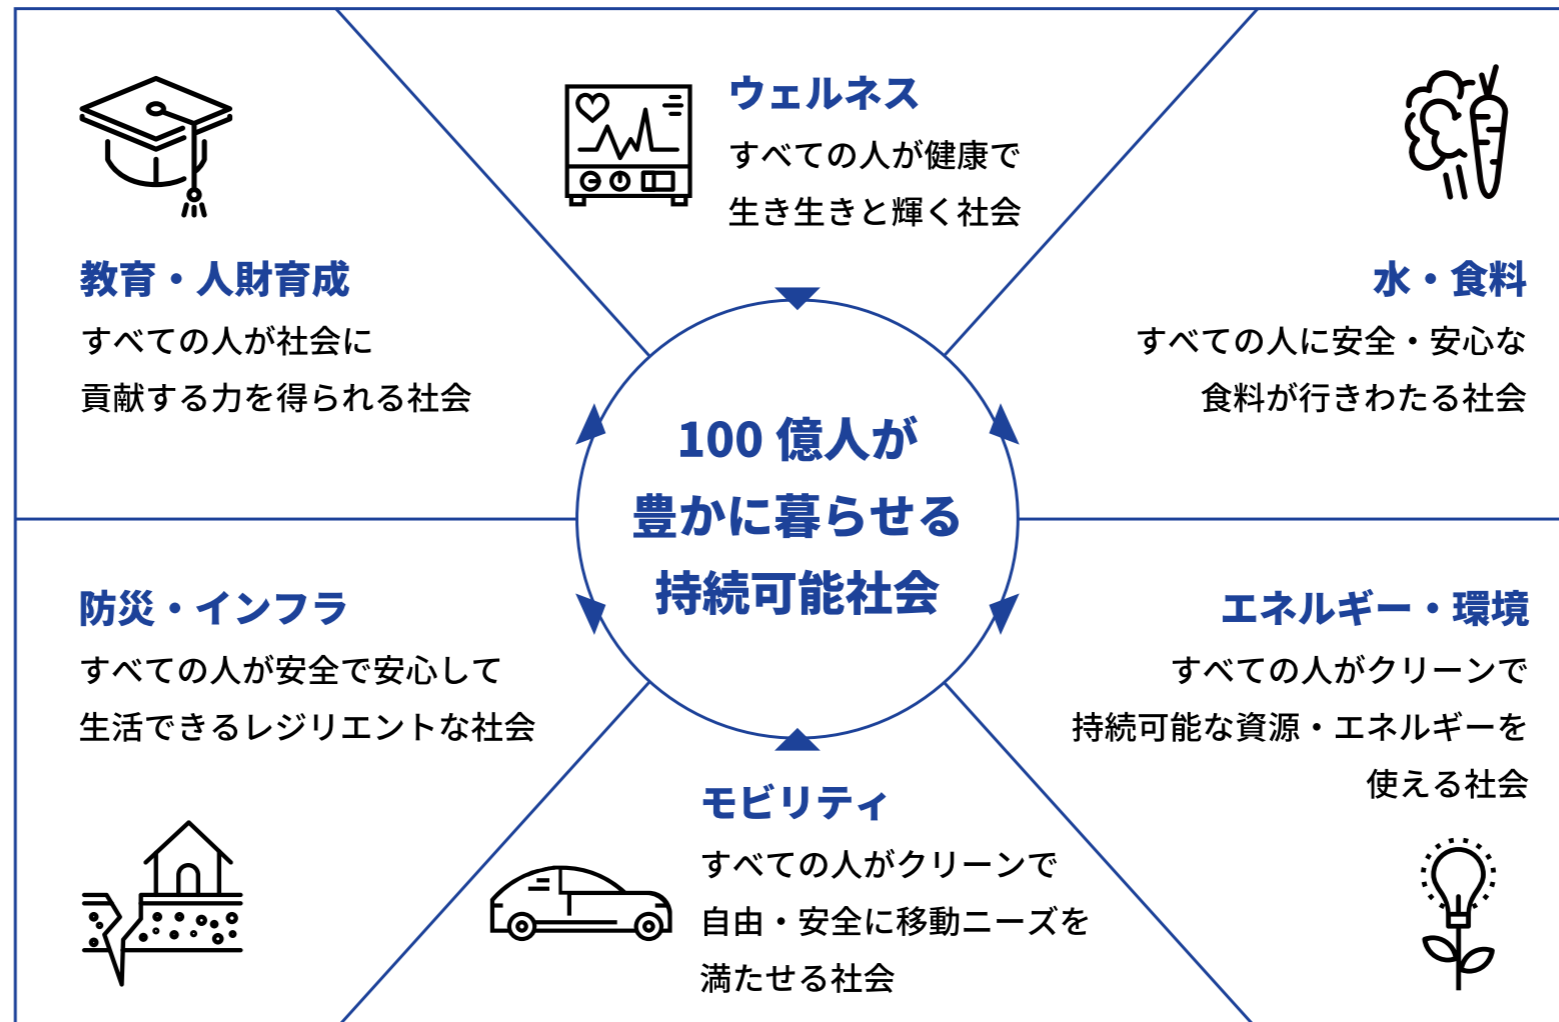 ウェルネス
すべての人が健康で
生き生きと輝く社会
教育・人財育成
すべての人が社会に
貢献する力を得られる社会
水・食料
すべての人に安全・安心な
食料が行きわたる社会
100 億人が
豊かに暮らせる
持続可能社会
防災・インフラ
すべての人が安全で安心して
生活できるレジリエントな社会
エネルギー・環境
すべての人がクリーンで
持続可能な資源・エネルギーを
使える社会
モビリティ
すべての人がクリーンで
自由・安全に移動ニーズを
満たせる社会